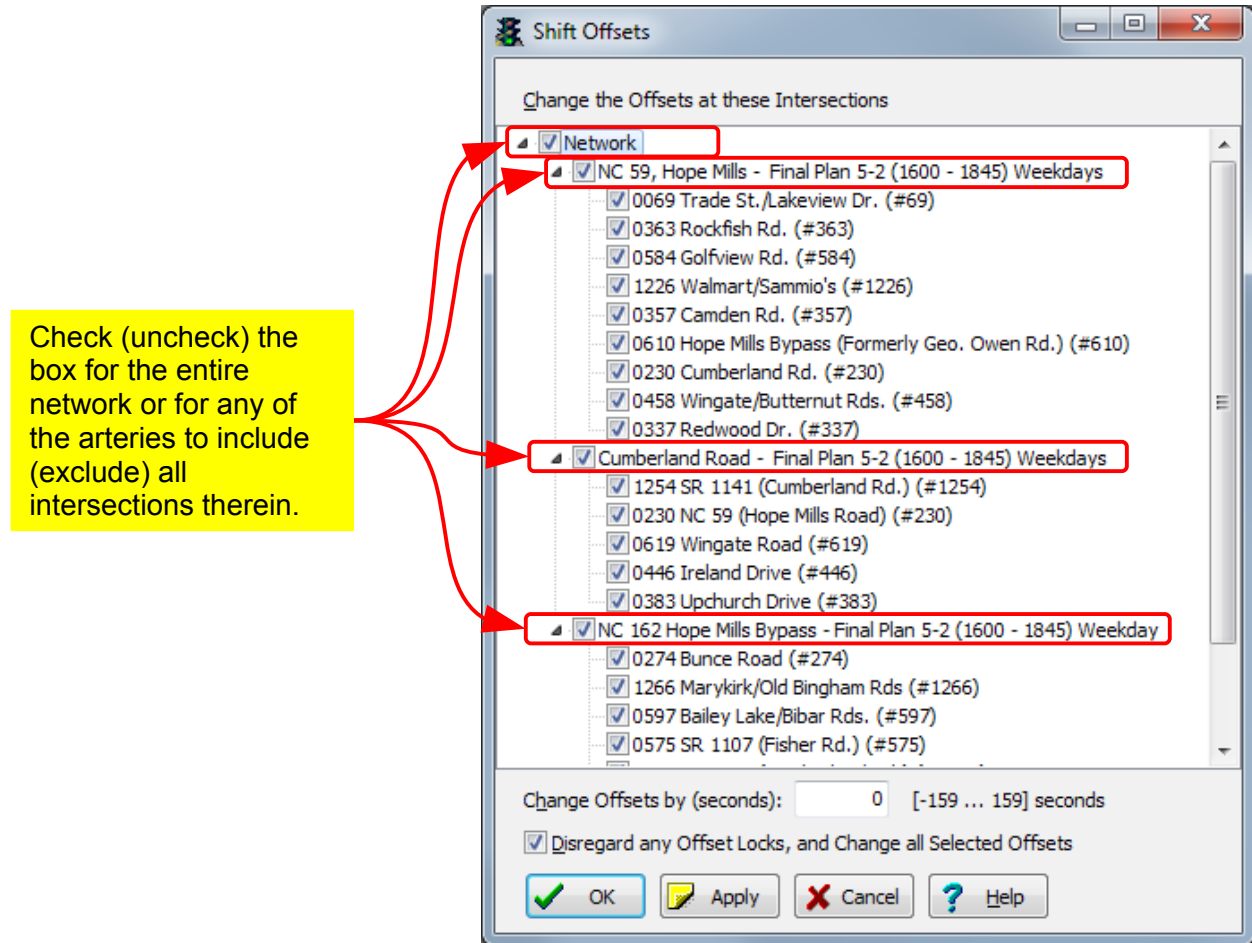 Shift Offsets
Change the Offsets at these Intersections
Network
NC 59, Hope Mills - Final Plan 5-2 (1600 - 1845) Weekdays
0069 Trade St./Lakeview Dr. (#69)
0363 Rockfish Rd. (#363)
0584 Golfview Rd. (#584)
1226 Walmart/Sammio's (#1226)
0357 Camden Rd. (#357)
0610 Hope Mills Bypass (Formerly Geo. Owen Rd.) (#610)
0230 Cumberland Rd. (#230)
0458 Wingate/Butternut Rds. (#458)
0337 Redwood Dr. (#337)
Cumberland Road - Final Plan 5-2 (1600 - 1845) Weekdays
1254 SR 1141 (Cumberland Rd.) (#1254)
0230 NC 59 (Hope Mills Road) (#230)
0619 Wingate Road (#619)
0446 Ireland Drive (#446)
0383 Upchurch Drive (#383)
NC 162 Hope Mills Bypass - Final Plan 5-2 (1600 - 1845) Weekday
0274 Bunce Road (#274)
1266 Marykirk/Old Bingham Rds (#1266)
0597 Bailey Lake/Bibar Rds. (#597)
0575 SR 1107 (Fisher Rd.) (#575)
Change Offsets by (seconds): 0 [-159 ... 159] seconds
Disregard any Offset Locks, and Change all Selected Offsets
OK Apply Cancel ? Help
Check (uncheck) the
box for the entire
network or for any of
the arteries to include
(exclude) all
intersections therein.